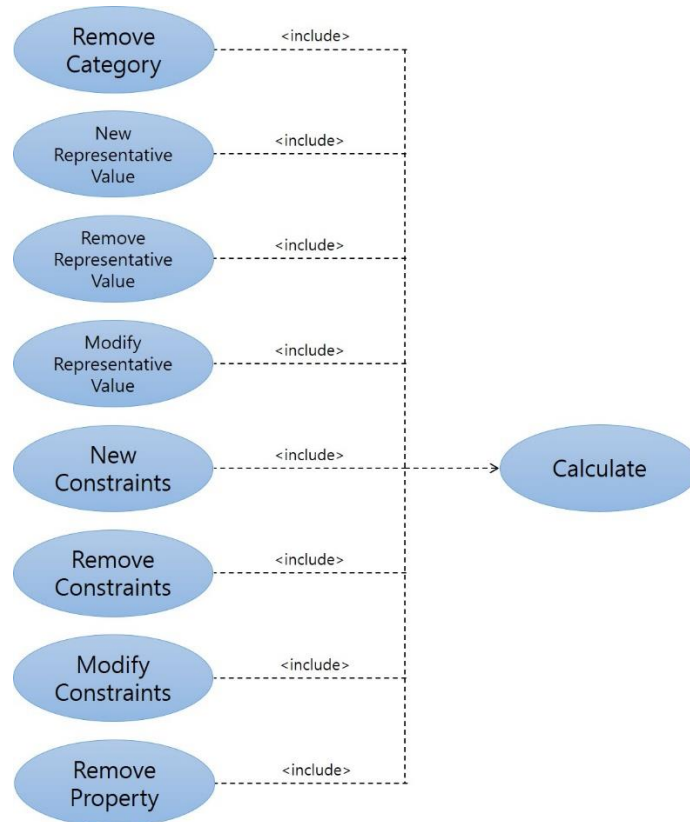 Remove
Category
<include>
New
Representative
Value
<include>
Remove
Representative
Value
<include>
Modify
Representative
Value
<include>
New
Constraints
<include>
Calculate
Remove
Constraints
<include>
Modify
Constraints
<include>
Remove
Property
<include>